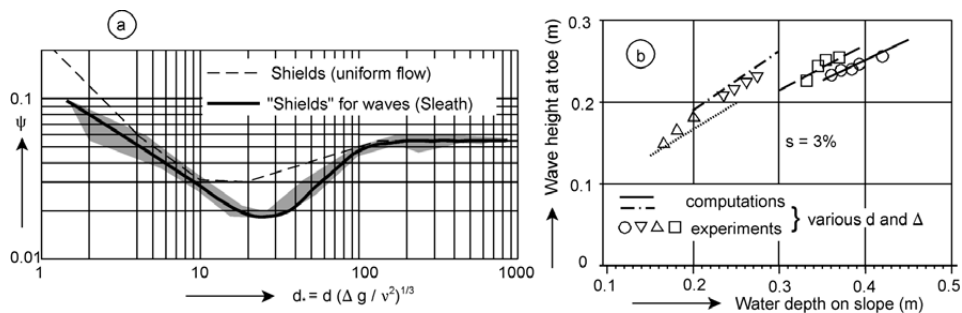 a
Shields (uniform flow)
"Shields" for waves (Sleath)
0.1
ψ
0.01
1
10
100
1000
d* = d (Δ g / ν²)^1/3
b
Wave height at toe (m)
0.3
0.2
0.1
0
s = 3%
computations
experiments
various d and Δ
0.1
0.2
0.3
0.4
0.5
Water depth on slope (m)